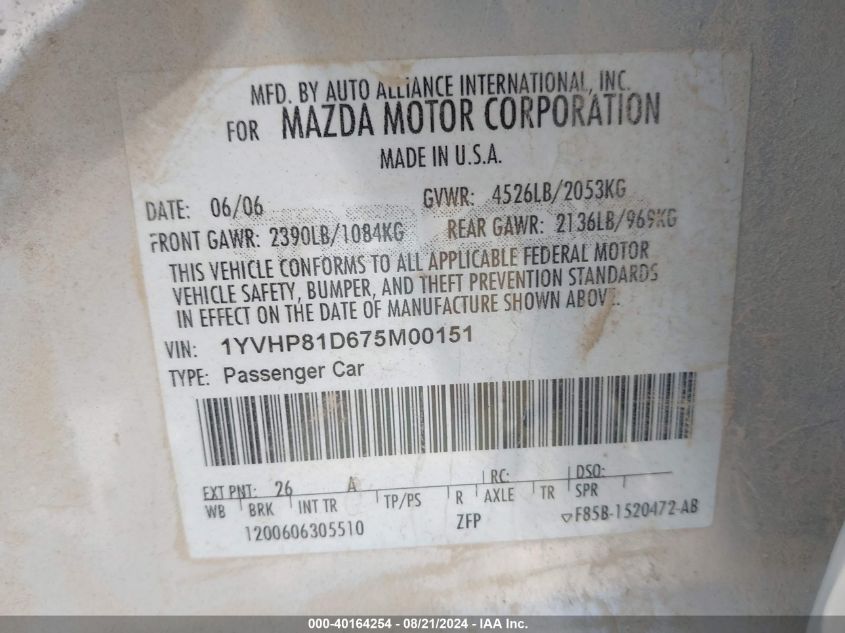 MFD. BY AUTO ALLIANCE INTERNATIONAL, INC.
FOR MAZDA MOTOR CORPORATION
MADE IN U.S.A.
DATE: 06/06 GVWR: 4526LB/2053KG
FRONT GAWR: 2390LB/1084KG REAR GAWR: 2136LB/969KG
THIS VEHICLE CONFORMS TO ALL APPLICABLE FEDERAL MOTOR
VEHICLE SAFETY, BUMPER, AND THEFT PREVENTION STANDARDS
IN EFFECT ON THE DATE OF MANUFACTURE SHOWN ABOVE.
VIN: 1YVHP81D675M00151
TYPE: Passenger Car
EXT PNT: 26 A RC: DSO:
WB BRK INT TR TP/PS R AXLE TR SPR
1200606305510 ZFP ▽F85B-1520472-AB
000-40164254 - 08/21/2024 - IAA Inc.